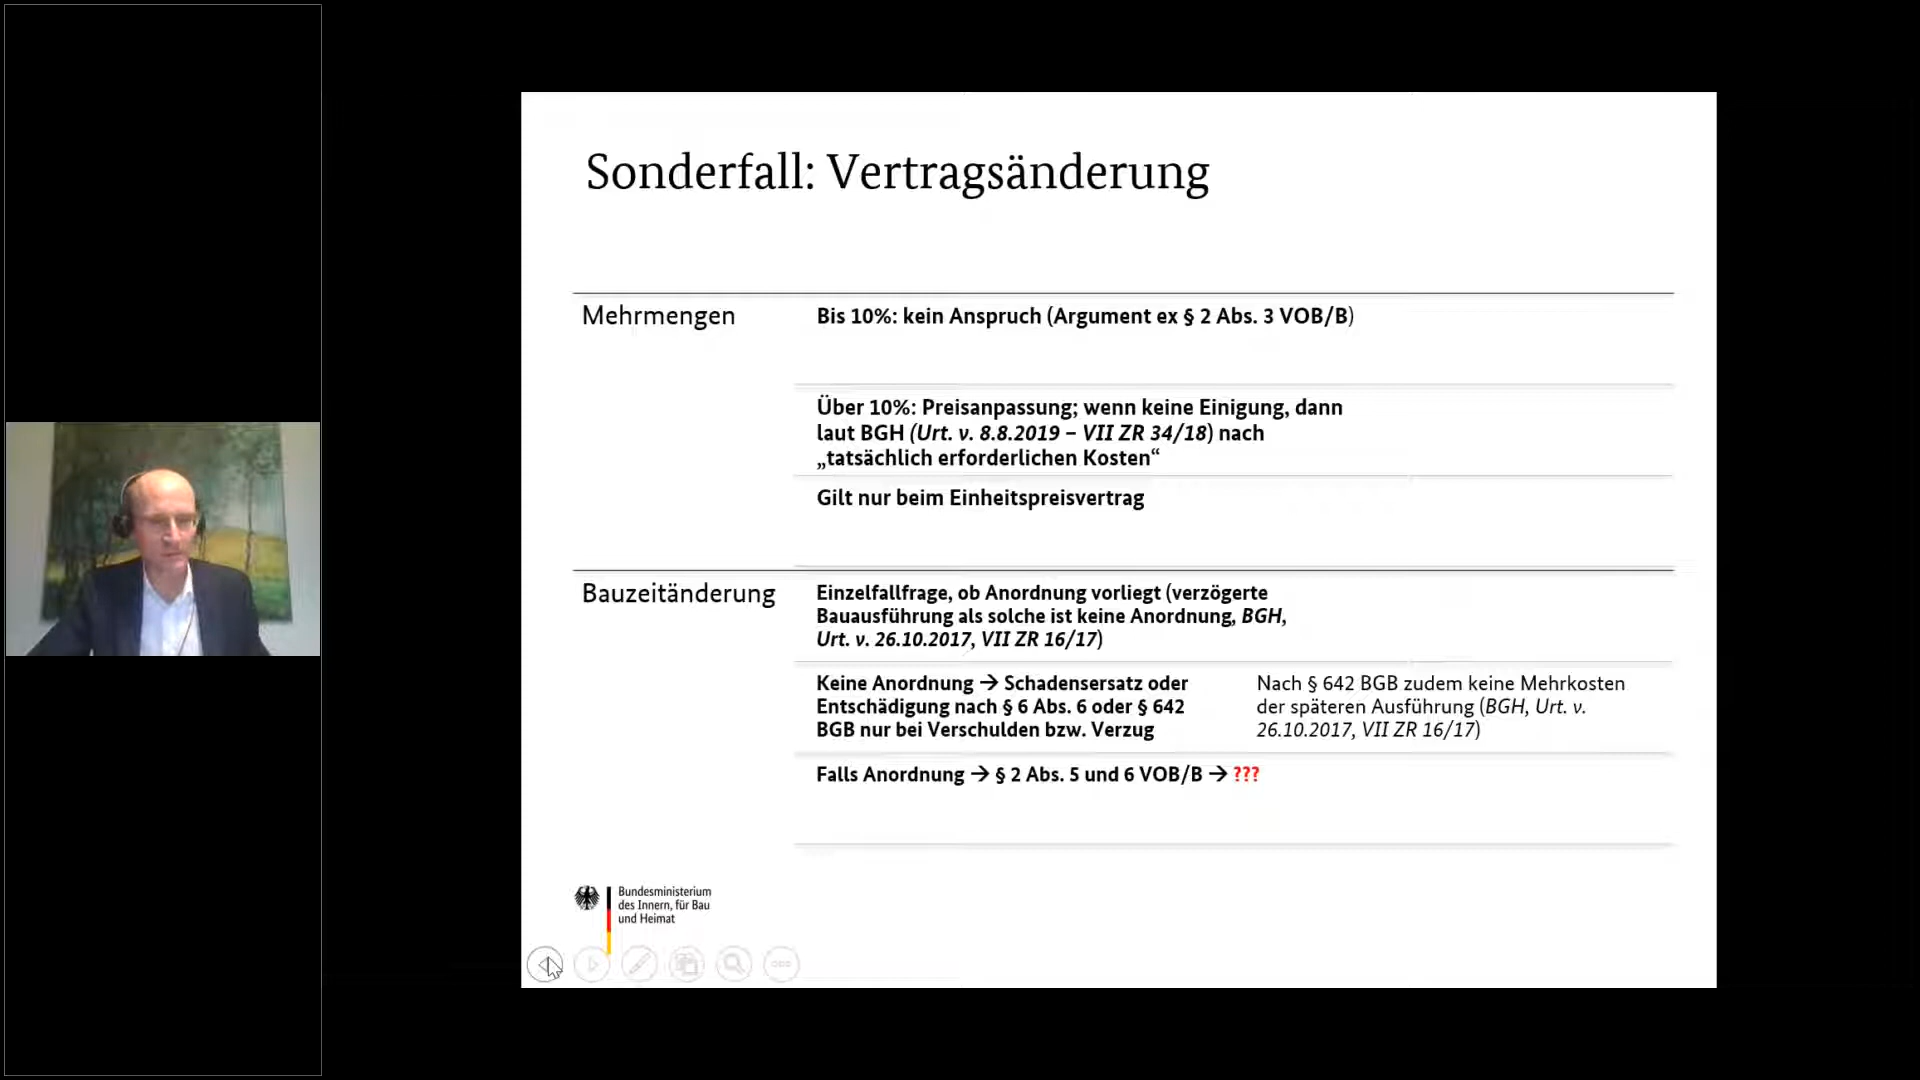 Sonderfall: Vertragsänderung
Mehrmengen
Bis 10%: kein Anspruch (Argument ex § 2 Abs. 3 VOB/B)
Über 10%: Preisanpassung; wenn keine Einigung, dann
laut BGH (Urt. v. 8.8.2019 – VII ZR 34/18) nach
„tatsächlich erforderlichen Kosten“
Gilt nur beim Einheitspreisvertrag
Bauzeitänderung
Einzelfallfrage, ob Anordnung vorliegt (verzögerte
Bauausführung als solche ist keine Anordnung, BGH,
Urt. v. 26.10.2017, VII ZR 16/17)
Keine Anordnung → Schadensersatz oder
Entschädigung nach § 6 Abs. 6 oder § 642
BGB nur bei Verschulden bzw. Verzug
Nach § 642 BGB zudem keine Mehrkosten
der späteren Ausführung (BGH, Urt. v.
26.10.2017, VII ZR 16/17)
Falls Anordnung → § 2 Abs. 5 und 6 VOB/B → ???
Bundesministerium
des Innern, für Bau
und Heimat